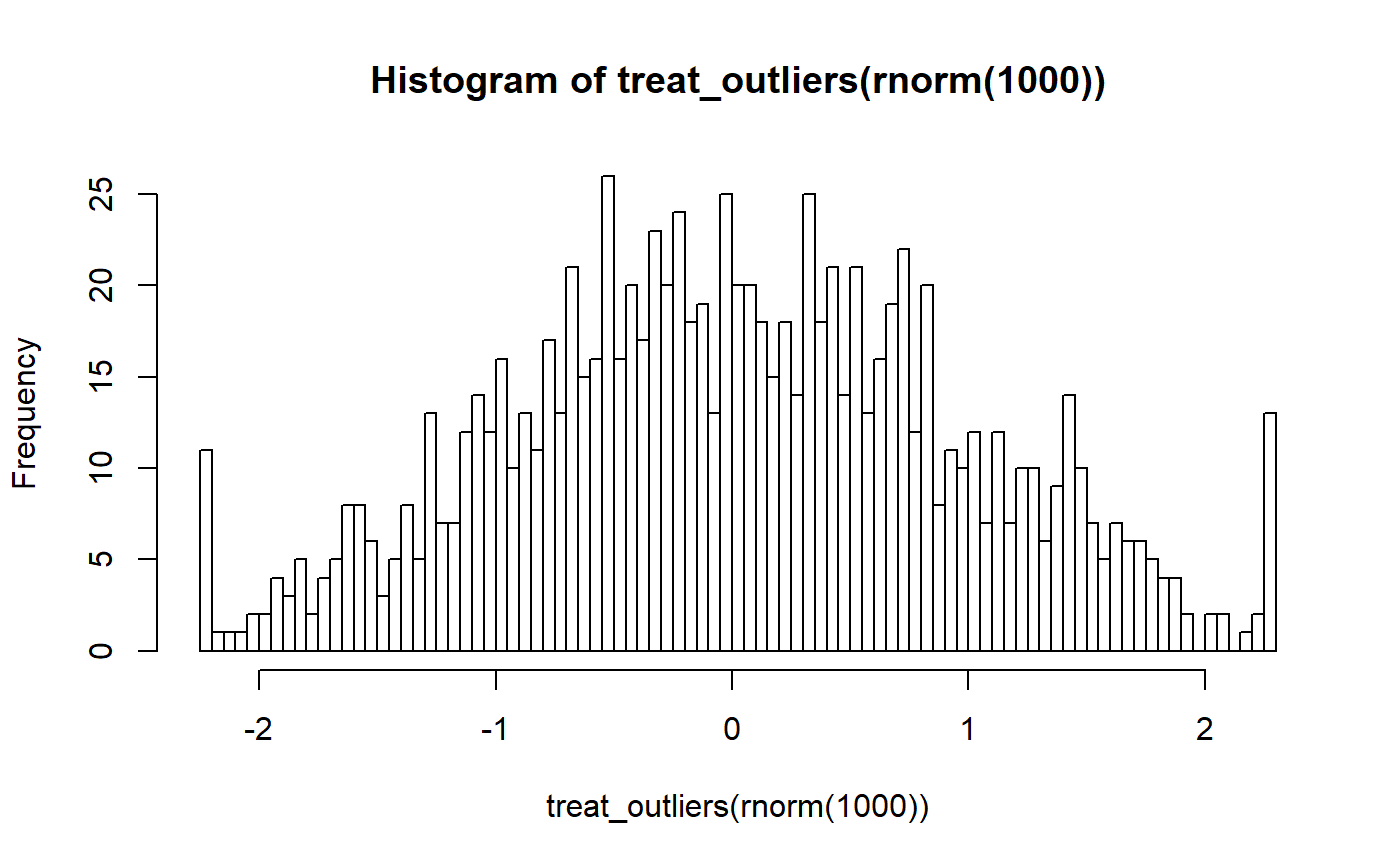 Histogram of treat_outliers(rnorm(1000))
Frequency
25
20
15
10
5
0
-2 -1 0 1 2
treat_outliers(rnorm(1000))